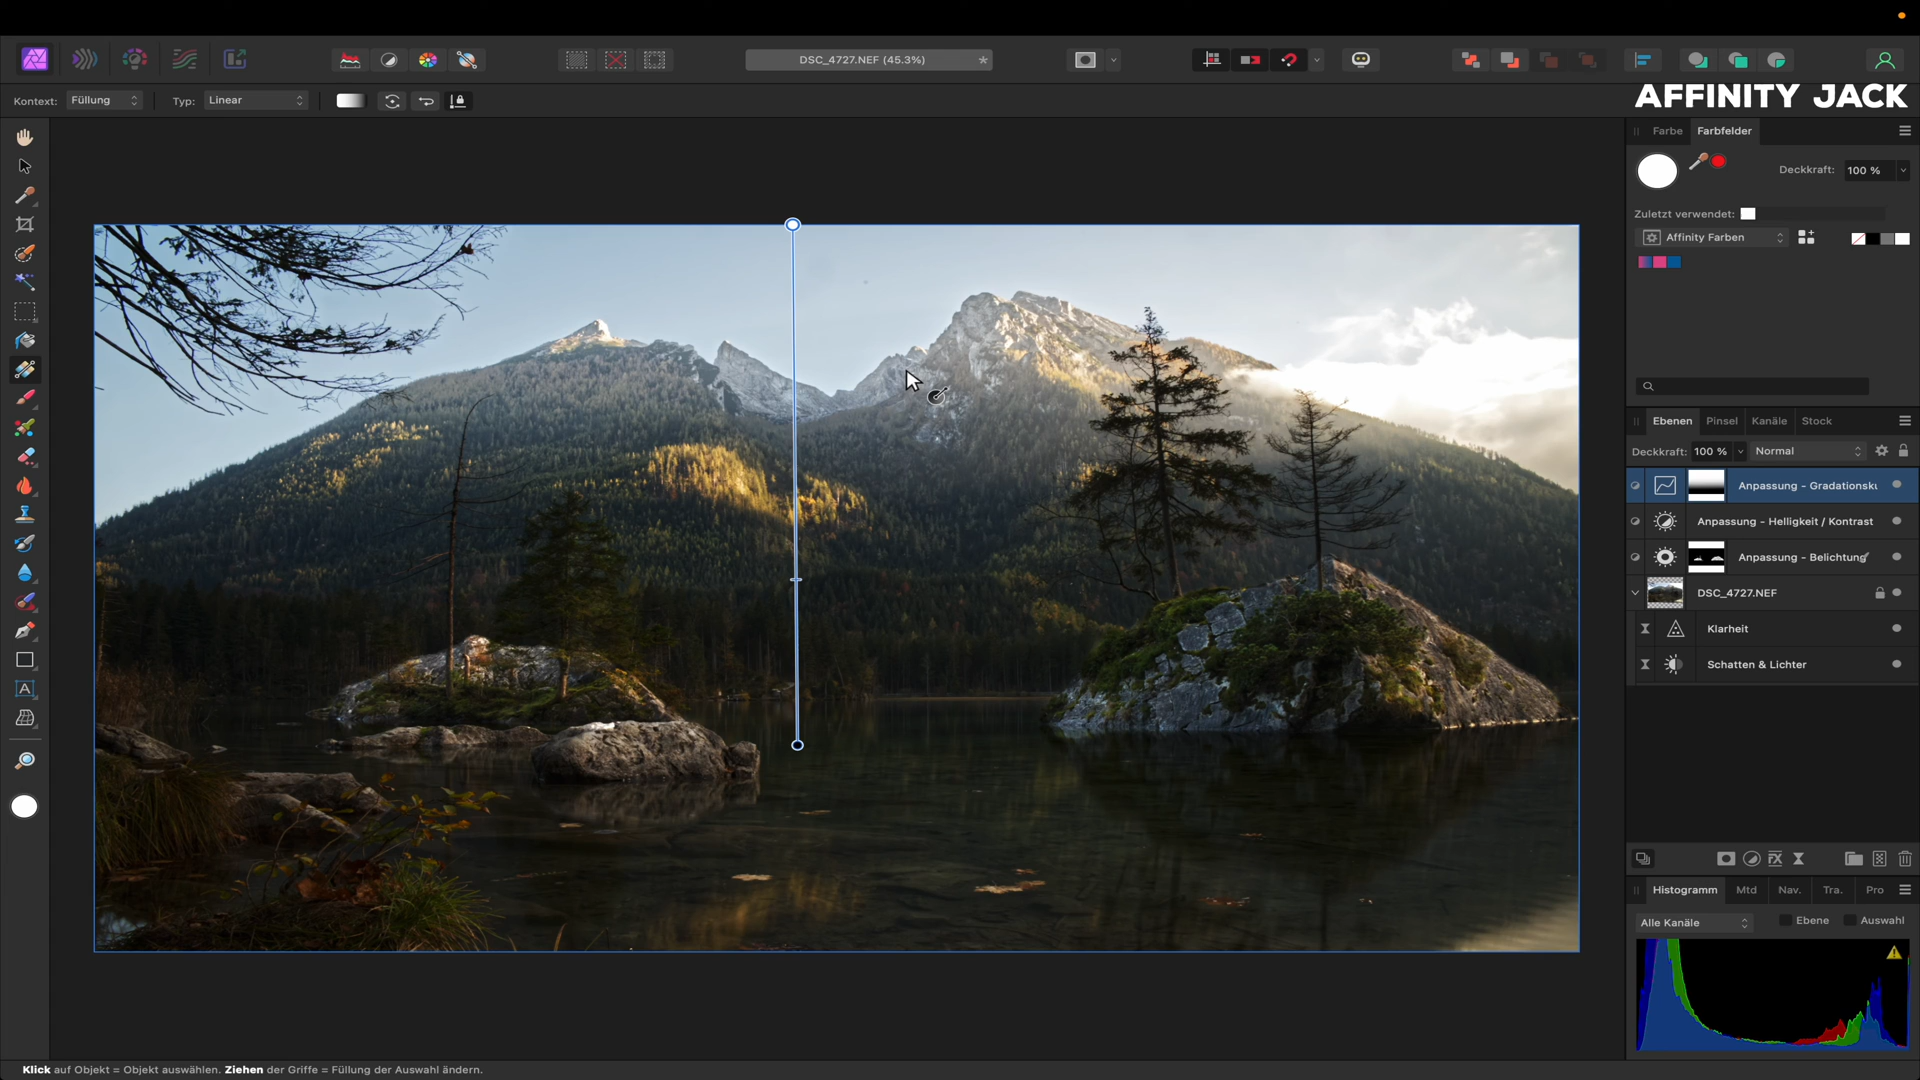 DSC_4727.NEF (45.3%)
Kontext: Füllung Typ: Linear
AFFINITY JACK
Farbe Farbfelder
Deckkraft: 100 %
Zuletzt verwendet:
Affinity Farben
Ebenen Pinsel Kanäle Stock
Deckkraft: 100 % Normal
Anpassung - Gradationsku
Anpassung - Helligkeit / Kontrast
Anpassung - Belichtung
DSC_4727.NEF
Klarheit
Schatten & Lichter
Histogramm Mtd Nav. Tra. Pro
Alle Kanäle Ebene Auswahl
Klick auf Objekt = Objekt auswählen. Ziehen der Griffe = Füllung der Auswahl ändern.